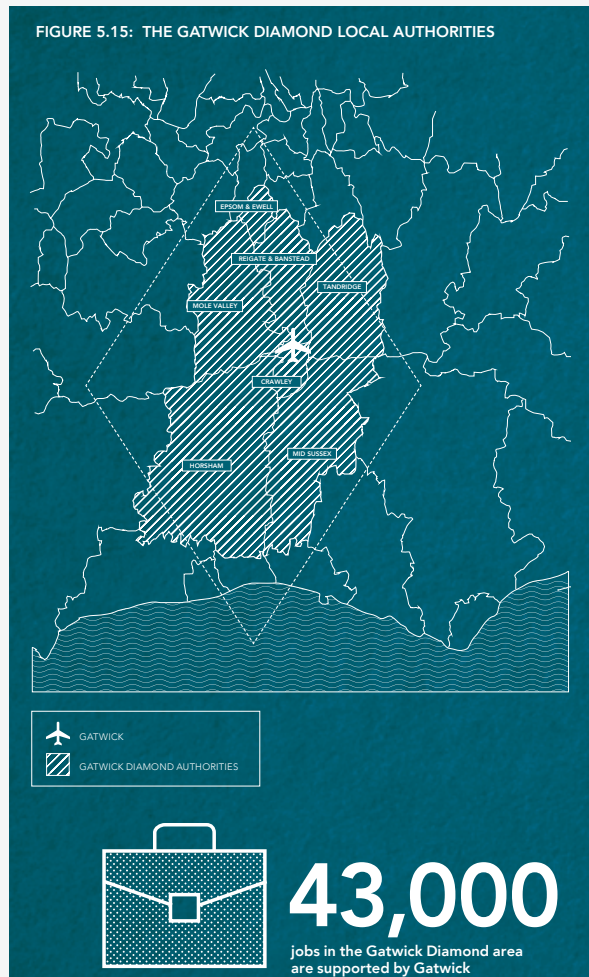 FIGURE 5.15: THE GATWICK DIAMOND LOCAL AUTHORITIES
EPSOM & EWELL
REIGATE & BANSTEAD
TANDRIDGE
MOLE VALLEY
CRAWLEY
MID SUSSEX
HORSHAM
GATWICK
GATWICK DIAMOND AUTHORITIES
43,000
jobs in the Gatwick Diamond area
are supported by Gatwick